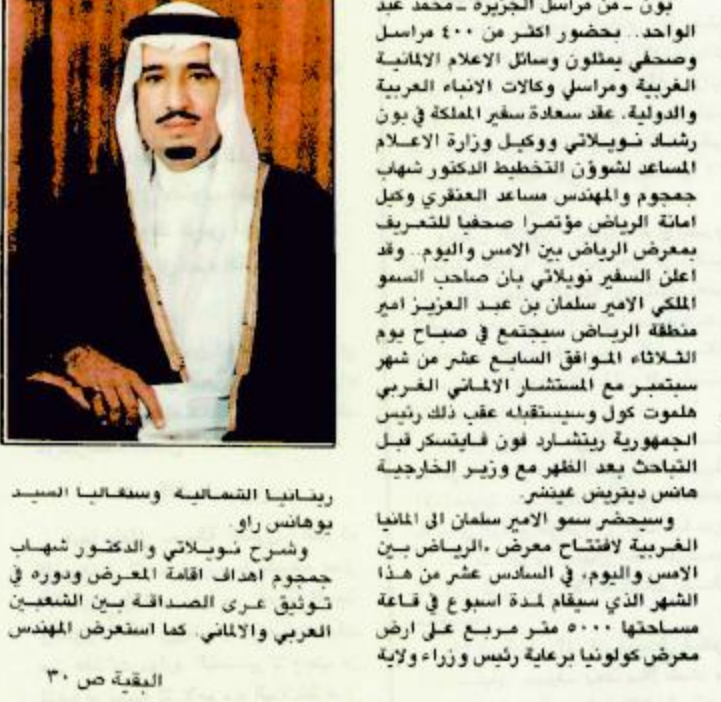 بون ـ من مراسل الجزيرة ـ محمد عبد
الواحد.. بحضور اكثر من ٤٠٠ مراسل
وصحفي يمثلون وسائل الاعلام الالمانية
الغربية ومراسلي وكالات الانباء العربية
والدولية. عقد سعادة سفير المملكة في بون
رشاد نويلاتي ووكيل وزارة الاعلام
المساعد لشوؤن التخطيط الدكتور شهاب
جمجوم والمهندس مساعد العنقري وكيل
امانة الرياض مؤتمرا صحفيا للتعريف
بمعرض الرياض بين الامس واليوم.. وقد
اعلن السفير نويلاتي بان صاحب السمو
الملكي الامير سلمان بن عبد العزيز امير
منطقة الرياض سيجتمع في صباح يوم
الثلاثاء الموافق السابع عشر من شهر
سبتمبر مع المستشار الالماني الغربي
هلموت كول وسيستقبله عقب ذلك رئيس
الجمهورية ريتشارد فون فايتسكر قبل
التباحث بعد الظهر مع وزير الخارجية
هانس ديتريش غينشر.
وسيحضر سمو الامير سلمان الى المانيا
الغربية لافتتاح معرض .الرياض بين
الامس واليوم. في السادس عشر من هذا
الشهر الذي سيقام لمدة اسبوع في قاعة
مساحتها ٥٠٠٠ متر مربع على ارض
معرض كولونيا برعاية رئيس وزراء ولاية
رينانيا الشمالية وستفاليا السيد
يوهانس راو.
وشرح نويلاتي والدكتور شهاب
جمجوم اهداف اقامة المعرض ودوره في
توثيق عرى الصداقة بين الشعبين
العربي والالماني. كما استعرض المهندس
البقية ص ٣٠